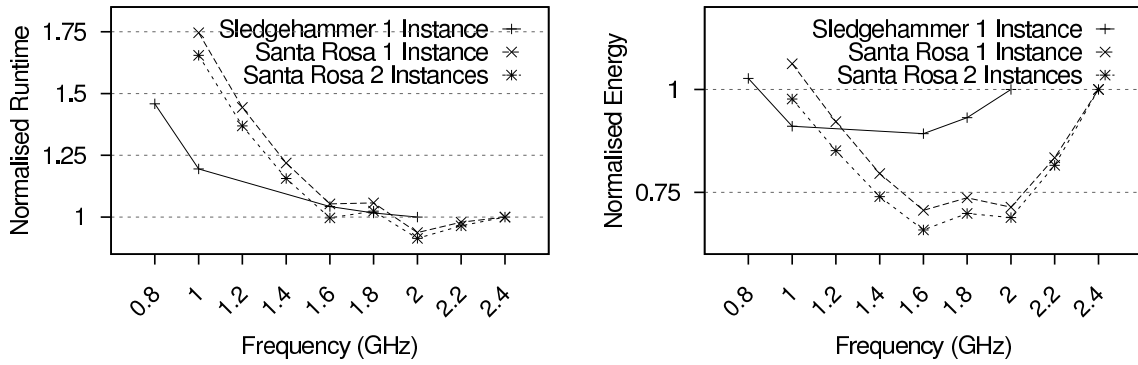 Normalised Runtime
1.75
1.5
1.25
1
Sledgehammer 1 Instance
Santa Rosa 1 Instance
Santa Rosa 2 Instances
0.8
1
1.2
1.4
1.6
1.8
2
2.2
2.4
Frequency (GHz)
Normalised Energy
1
0.75
Sledgehammer 1 Instance
Santa Rosa 1 Instance
Santa Rosa 2 Instances
0.8
1
1.2
1.4
1.6
1.8
2
2.2
2.4
Frequency (GHz)